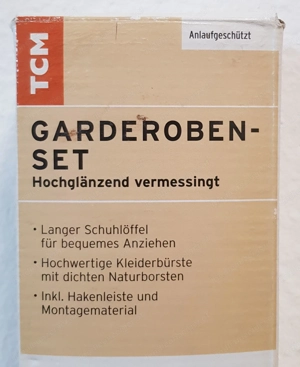 TCM
Anlaufgeschützt
GARDEROBEN-
SET
Hochglänzend vermessingt
• Langer Schuhlöffel
für bequemes Anziehen
• Hochwertige Kleiderbürste
mit dichten Naturborsten
• Inkl. Hakenleiste und
Montagematerial